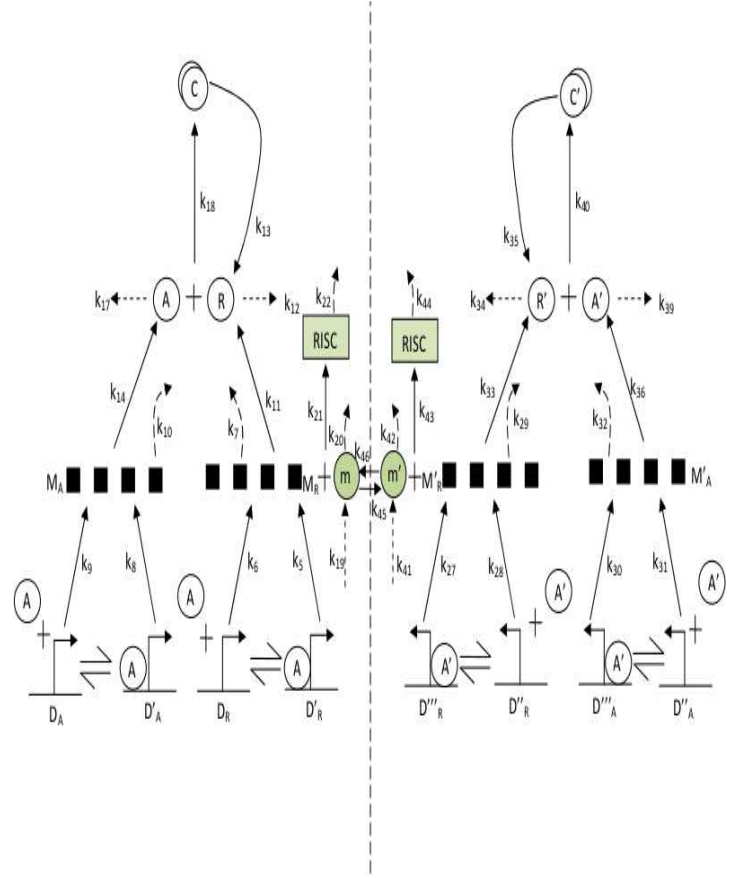 C C′
k18 k40
k13 k35
k17 A + R k12 k22 k44 k34 R′ + A′ k39
RISC RISC
k14 k11 k21 k43 k33 k36
k10 k7 k20 k42 k29 k32
k46
MA MR + m m′ + M′R M′A
k45
k9 k8 k6 k5 k19 k41 k27 k28 k30 k31
A A A′ A′
+ + + +
A A A′ A′
DA D′A DR D′R D′′′R D′′R D′′′A D′′A